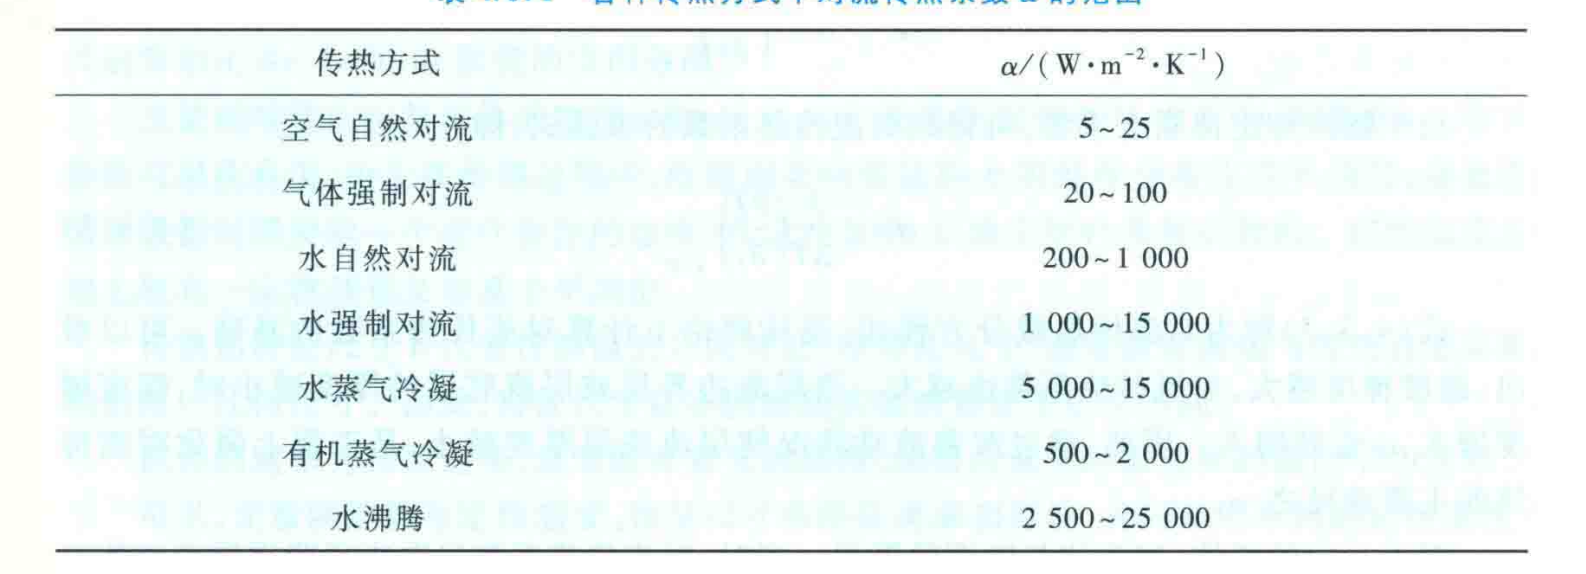 传热方式 α/(W·m⁻²·K⁻¹)
空气自然对流 5~25
气体强制对流 20~100
水自然对流 200~1 000
水强制对流 1 000~15 000
水蒸气冷凝 5 000~15 000
有机蒸气冷凝 500~2 000
水沸腾 2 500~25 000